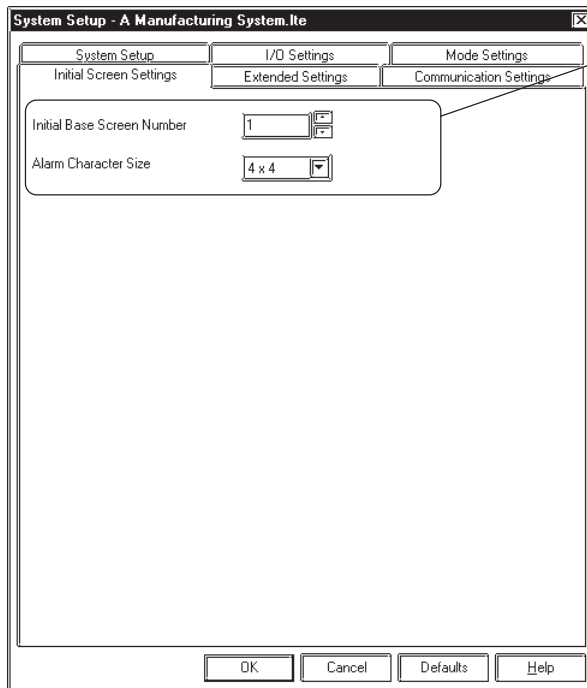 System Setup - A Manufacturing System.lte
System Setup
I/O Settings
Mode Settings
Initial Screen Settings
Extended Settings
Communication Settings
Initial Base Screen Number
1
Alarm Character Size
4 x 4
OK
Cancel
Defaults
Help